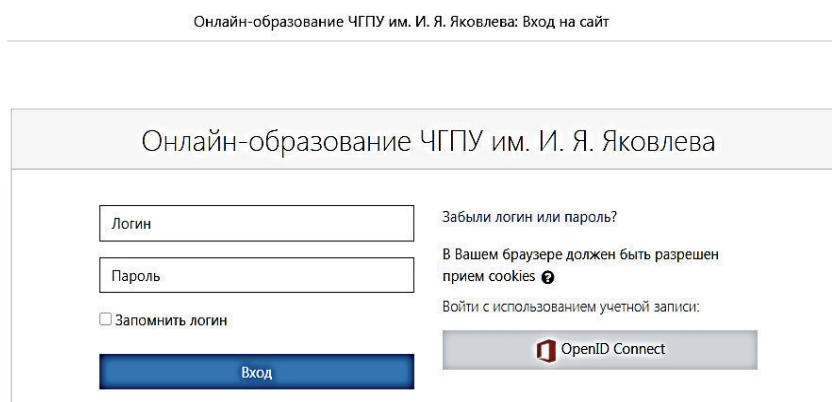 Онлайн-образование ЧГПУ им. И. Я. Яковлева: Вход на сайт
Онлайн-образование ЧГПУ им. И. Я. Яковлева
Логин
Пароль
Запомнить логин
Вход
Забыли логин или пароль?
В Вашем браузере должен быть разрешен
прием cookies
Войти с использованием учетной записи:
OpenID Connect